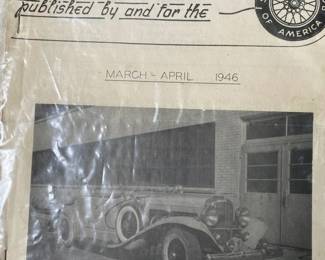 published by and for the
OF AMERICA
MARCH - APRIL 1946